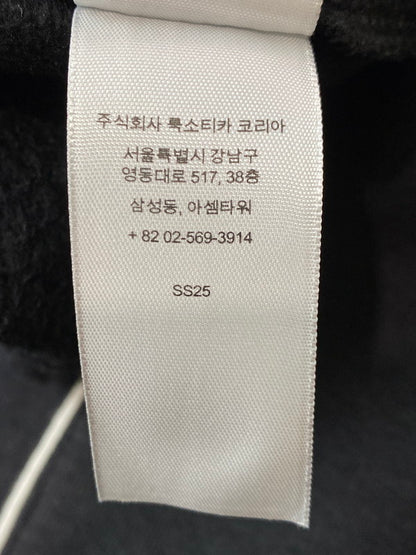 주식회사 룩소티카 코리아
서울특별시 강남구
영동대로 517, 38층
삼성동, 아셈타워
+ 82 02-569-3914
SS25